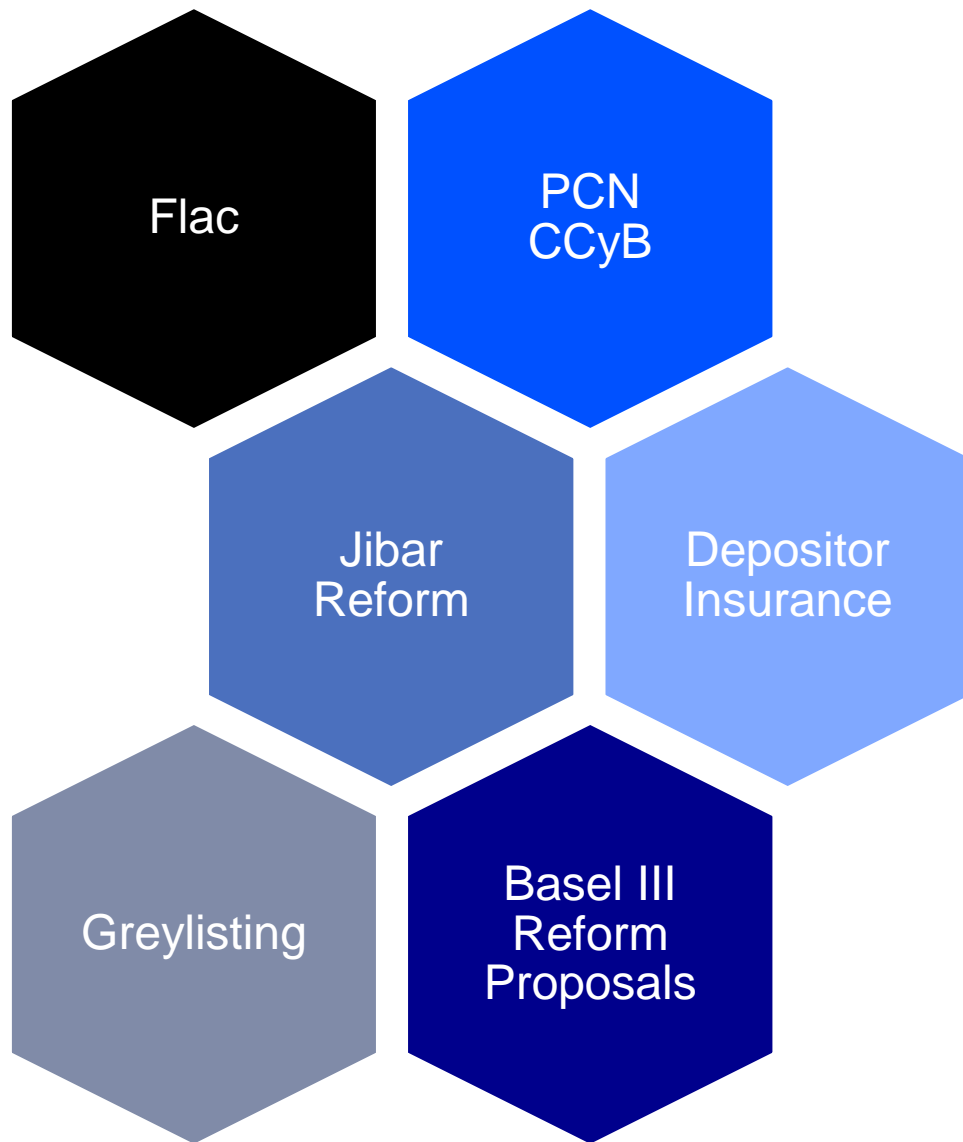 Flac
PCN
CCyB
Jibar
Reform
Depositor
Insurance
Greylisting
Basel III
Reform
Proposals